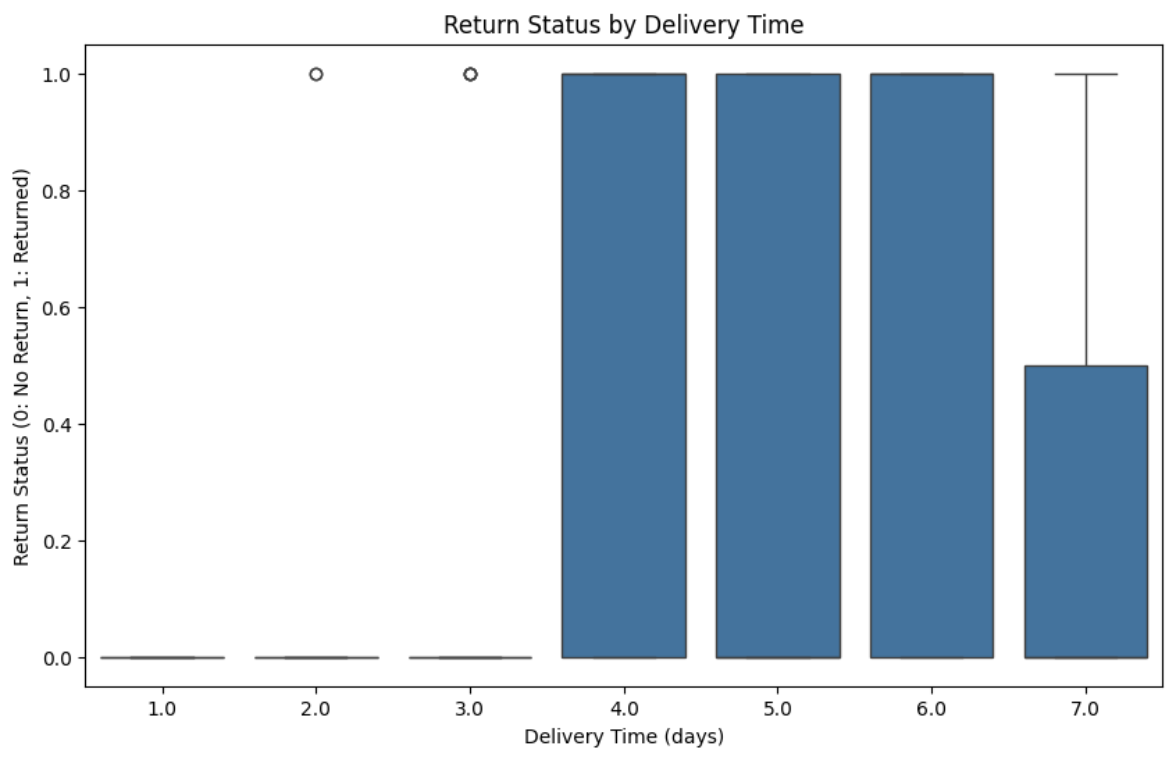 Return Status by Delivery Time
Return Status (0: No Return, 1: Returned)
1.0
0.8
0.6
0.4
0.2
0.0
1.0 2.0 3.0 4.0 5.0 6.0 7.0
Delivery Time (days)